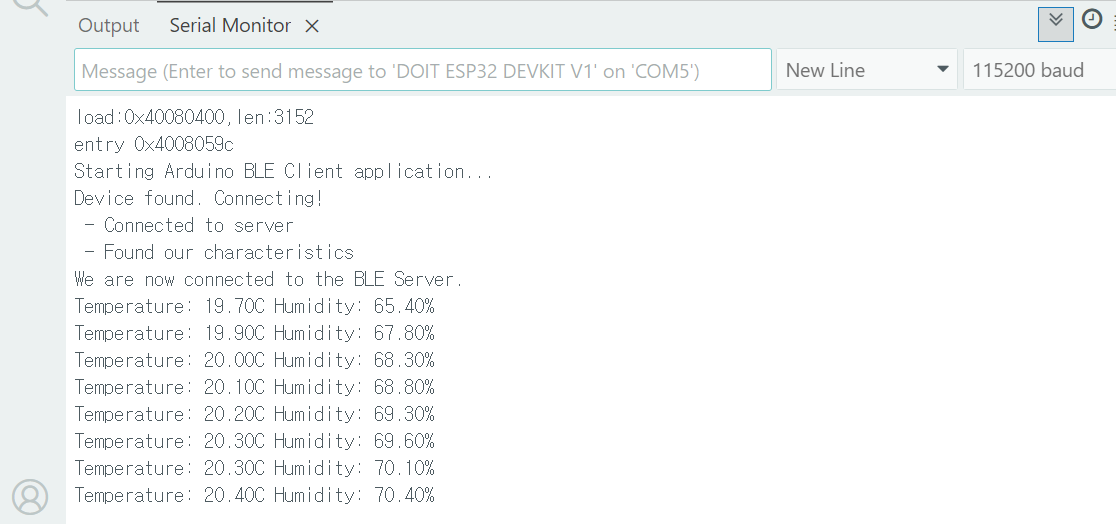 Output Serial Monitor
Message (Enter to send message to 'DOIT ESP32 DEVKIT V1' on 'COM5') New Line 115200 baud
load:0x40080400,len:3152
entry 0x4008059c
Starting Arduino BLE Client application...
Device found. Connecting!
 - Connected to server
 - Found our characteristics
We are now connected to the BLE Server.
Temperature: 19.70C Humidity: 65.40%
Temperature: 19.90C Humidity: 67.80%
Temperature: 20.00C Humidity: 68.30%
Temperature: 20.10C Humidity: 68.80%
Temperature: 20.20C Humidity: 69.30%
Temperature: 20.30C Humidity: 69.60%
Temperature: 20.30C Humidity: 70.10%
Temperature: 20.40C Humidity: 70.40%